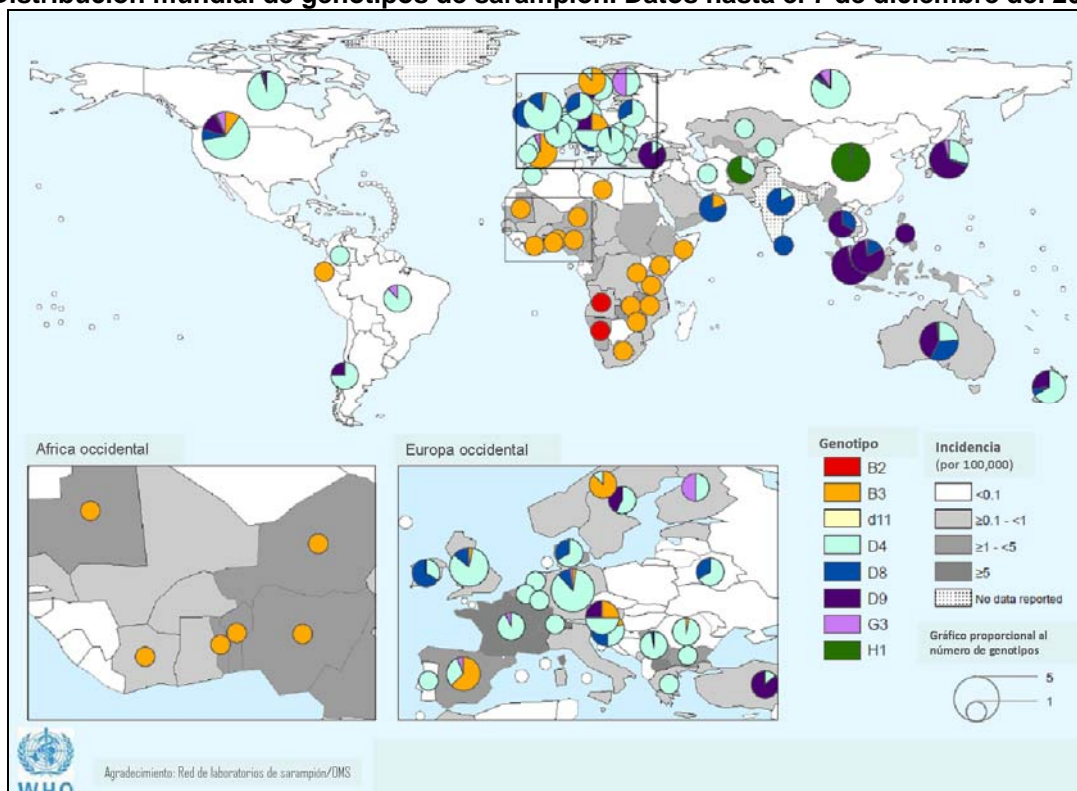 Distribución mundial de genotipos de sarampión. Datos hasta el 7 de diciembre del 20
Africa occidental
Europa occidental
Genotipo
B2
B3
d11
D4
D8
D9
G3
H1
Incidencia
(por 100,000)
<0.1
≥0.1 - <1
≥1 - <5
≥5
No data reported
Gráfico proporcional al
número de genotipos
5
1
WHO
Agradecimiento: Red de laboratorios de sarampión/OMS